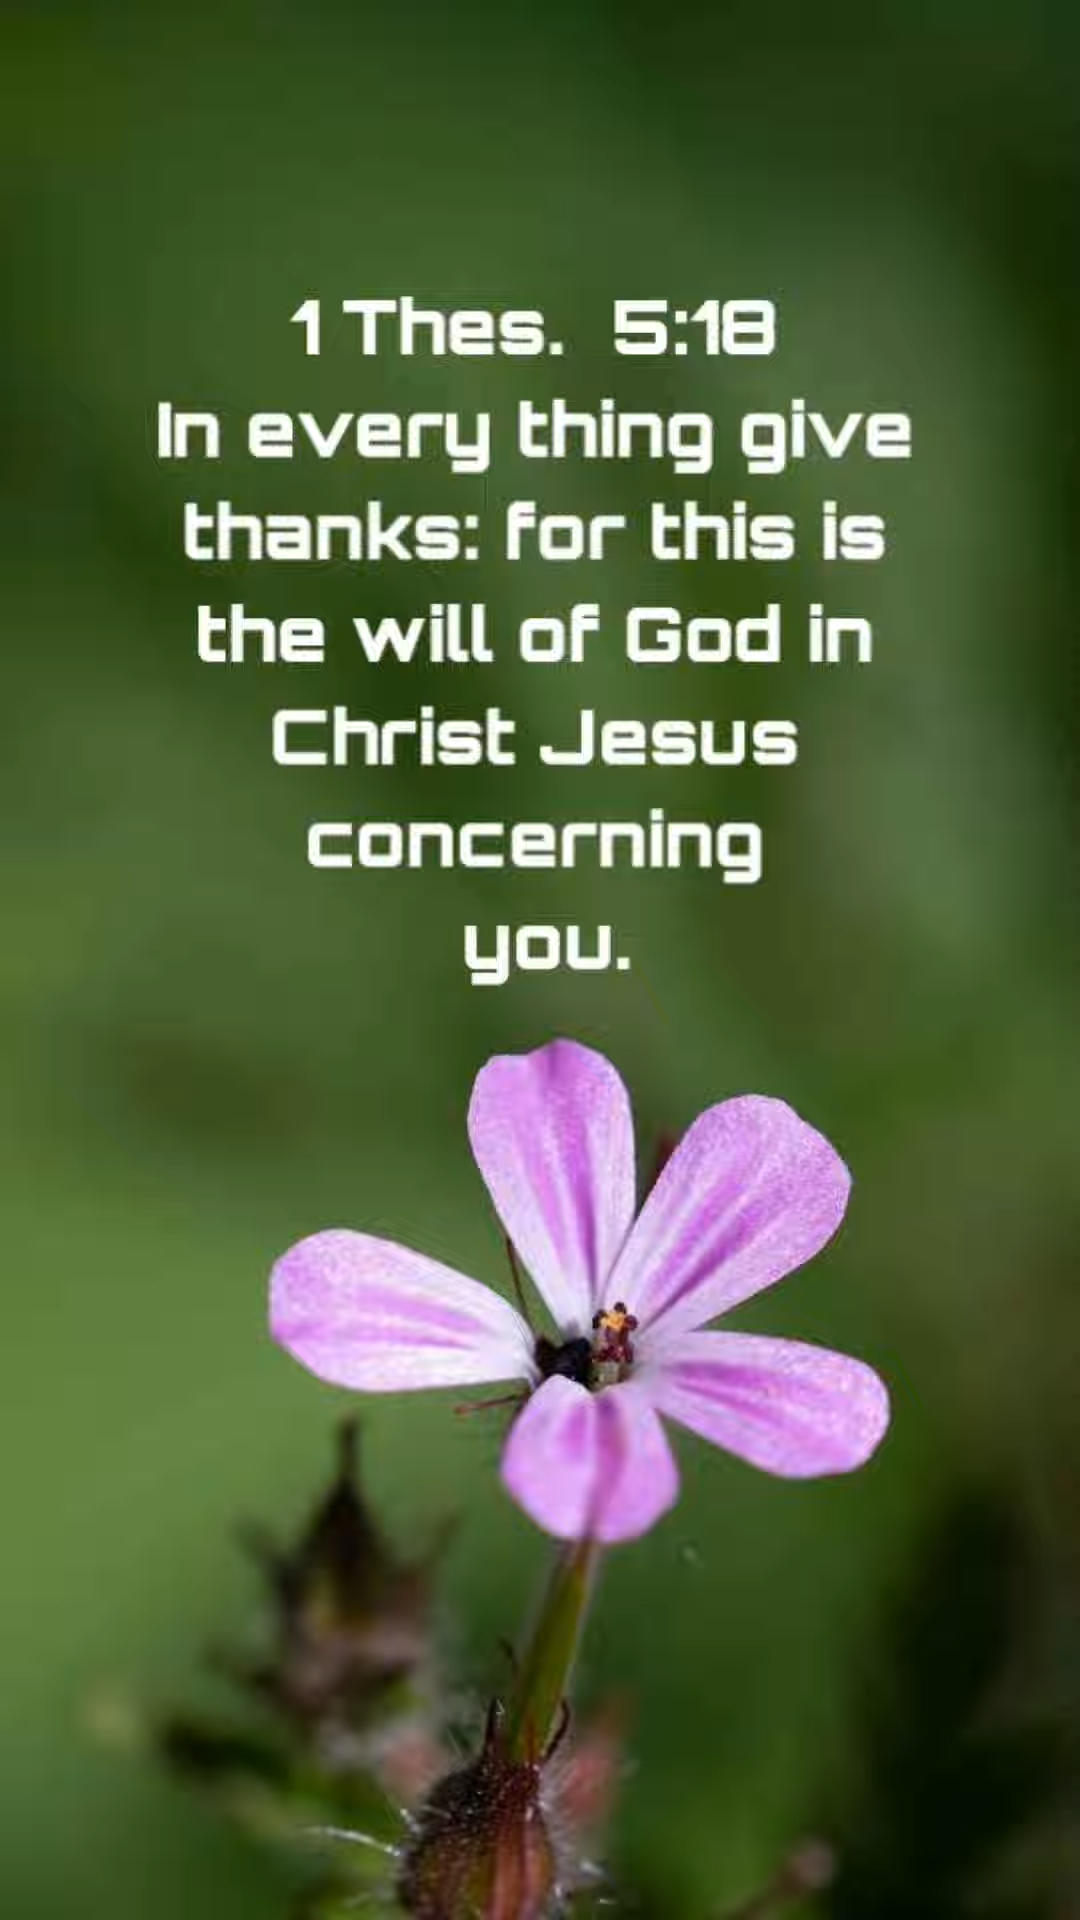 1 Thes.  5:18
In every thing give
thanks: for this is
the will of God in
Christ Jesus
concerning
you.